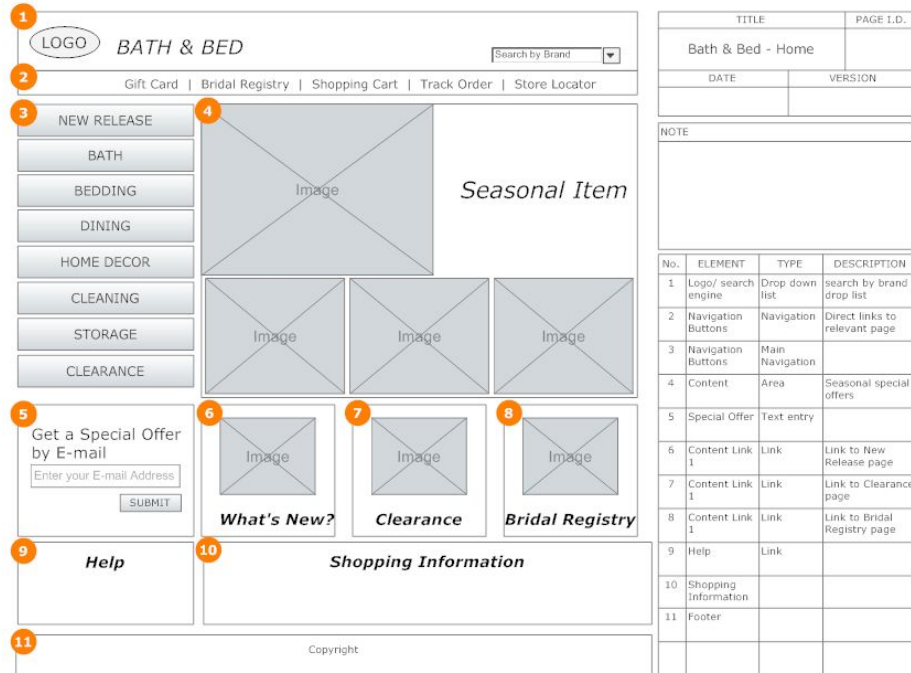 1
LOGO
BATH & BED
Search by Brand
2
Gift Card | Bridal Registry | Shopping Cart | Track Order | Store Locator
3
NEW RELEASE
BATH
BEDDING
DINING
HOME DECOR
CLEANING
STORAGE
CLEARANCE
4
Image
Seasonal Item
Image
Image
Image
5
Get a Special Offer
by E-mail
Enter your E-mail Address
SUBMIT
6
Image
What's New?
7
Image
Clearance
8
Image
Bridal Registry
9
Help
10
Shopping Information
11
Copyright
TITLE PAGE I.D.
Bath & Bed - Home
DATE VERSION
NOTE
No. ELEMENT TYPE DESCRIPTION
1 Logo/ search Drop down search by brand
engine list drop list
2 Navigation Navigation Direct links to
Buttons relevant page
3 Navigation Main
Buttons Navigation
4 Content Area Seasonal special
offers
5 Special Offer Text entry
6 Content Link Link Link to New
1 Release page
7 Content Link Link Link to Clearance
1 page
8 Content Link Link Link to Bridal
1 Registry page
9 Help Link
10 Shopping
Information
11 Footer